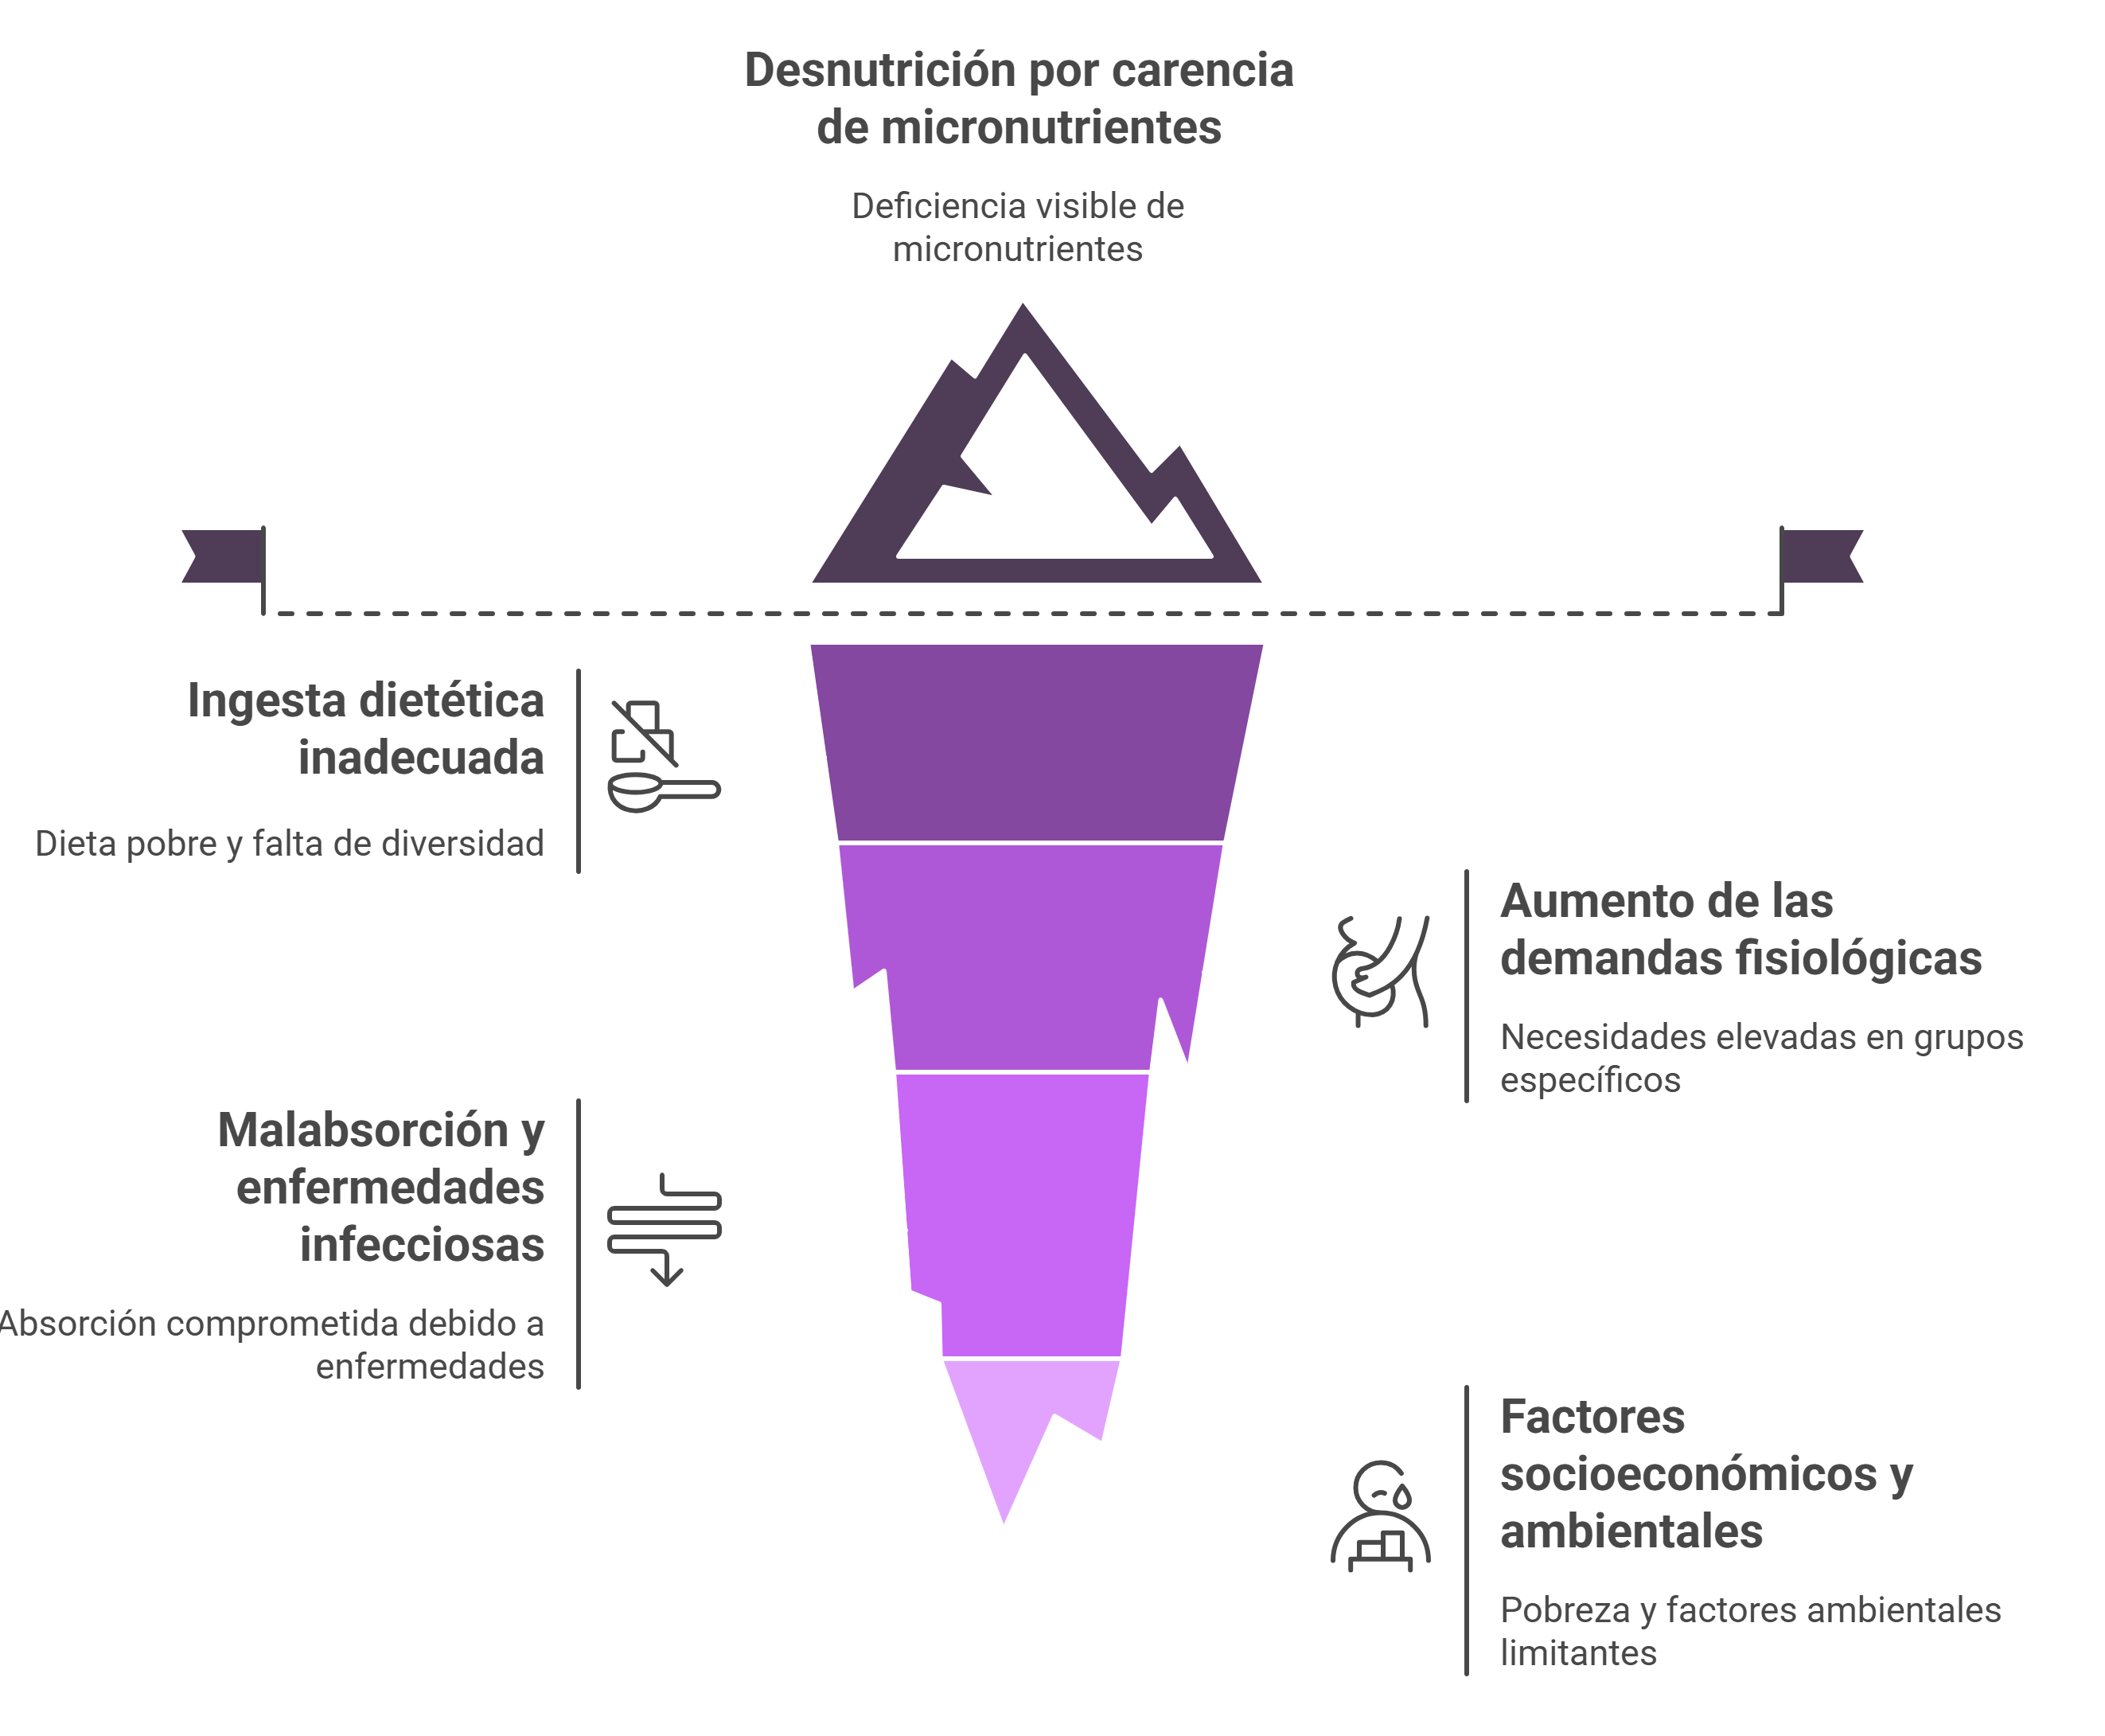 Desnutrición por carencia
de micronutrientes
Deficiencia visible de
micronutrientes
Ingesta dietética
inadecuada
Dieta pobre y falta de diversidad
Aumento de las
demandas fisiológicas
Necesidades elevadas en grupos
específicos
Malabsorción y
enfermedades
infecciosas
Absorción comprometida debido a
enfermedades
Factores
socioeconómicos y
ambientales
Pobreza y factores ambientales
limitantes